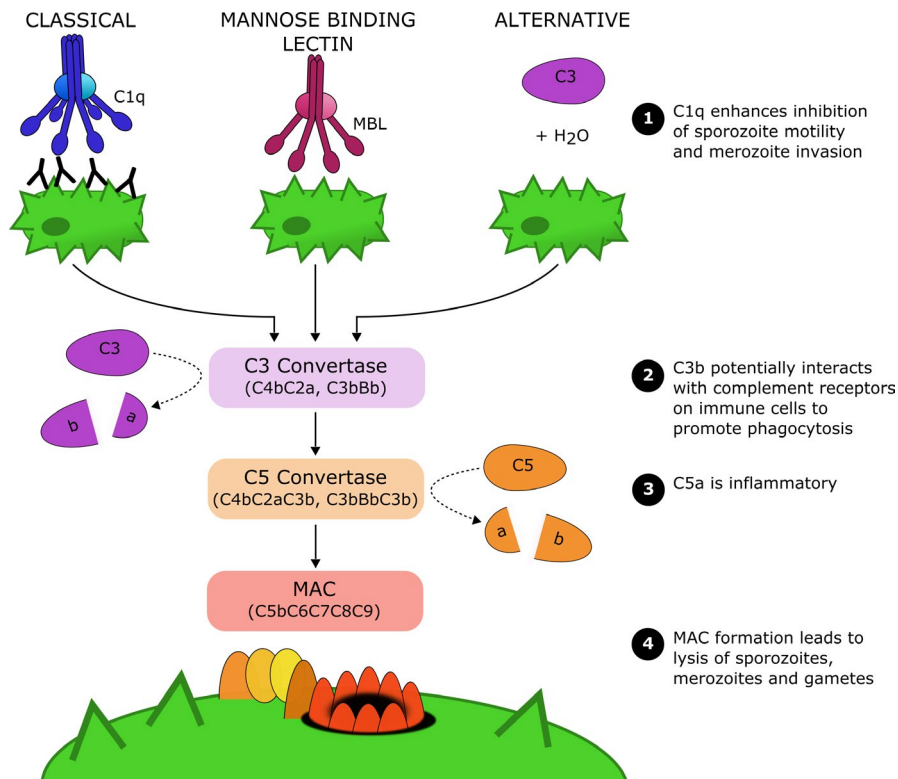 CLASSICAL
MANNOSE BINDING
LECTIN
ALTERNATIVE
C1q
MBL
C3
+ H₂O
1
C1q enhances inhibition
of sporozoite motility
and merozoite invasion
C3
b
a
C3 Convertase
(C4bC2a, C3bBb)
2
C3b potentially interacts
with complement receptors
on immune cells to
promote phagocytosis
C5 Convertase
(C4bC2aC3b, C3bBbC3b)
C5
a
b
3
C5a is inflammatory
MAC
(C5bC6C7C8C9)
4
MAC formation leads to
lysis of sporozoites,
merozoites and gametes